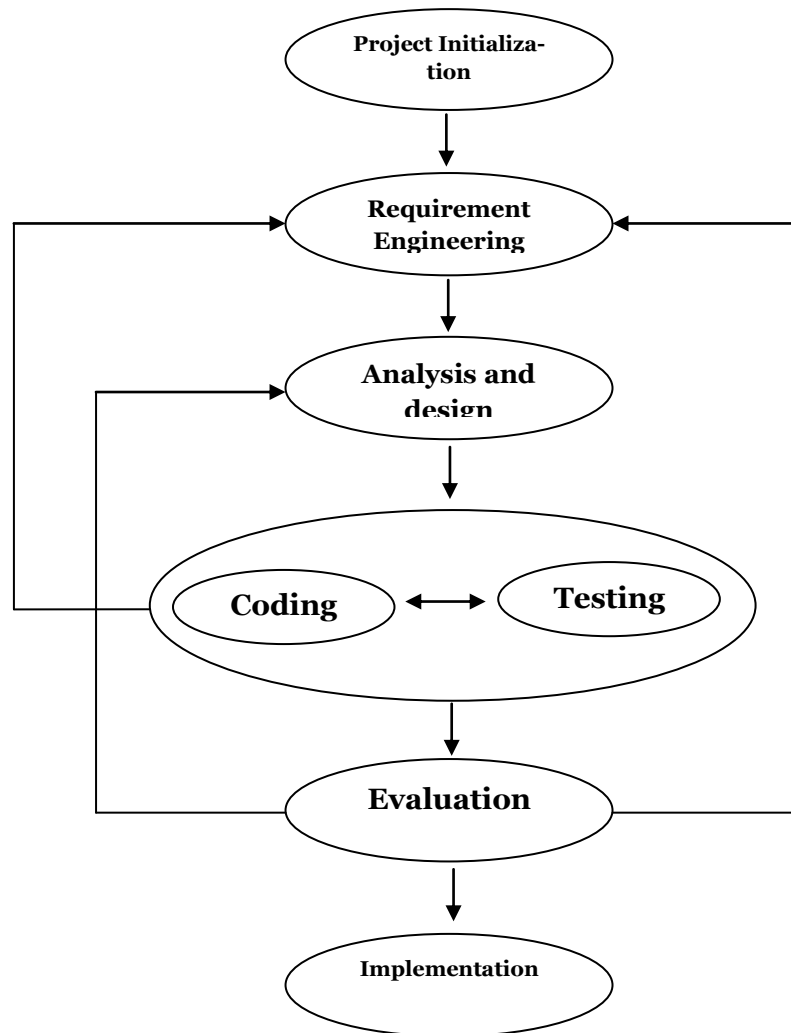 Project Initializa-
tion
Requirement
Engineering
Analysis and
design
Coding
Testing
Evaluation
Implementation